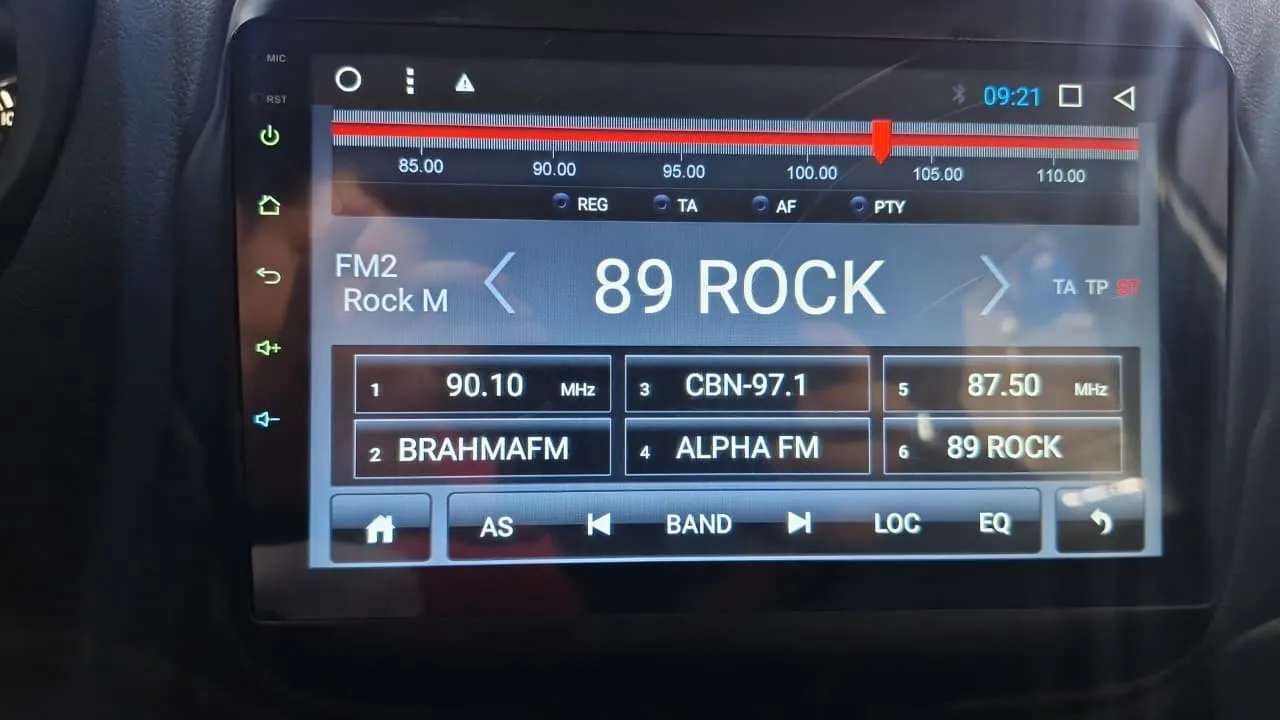 MIC
RST
09:21
85.00 90.00 95.00 100.00 105.00 110.00
REG TA AF PTY
FM2
Rock M
89 ROCK
TA TP ST
1 90.10 MHz 3 CBN-97.1 5 87.50 MHz
2 BRAHMAFM 4 ALPHA FM 6 89 ROCK
AS BAND LOC EQ